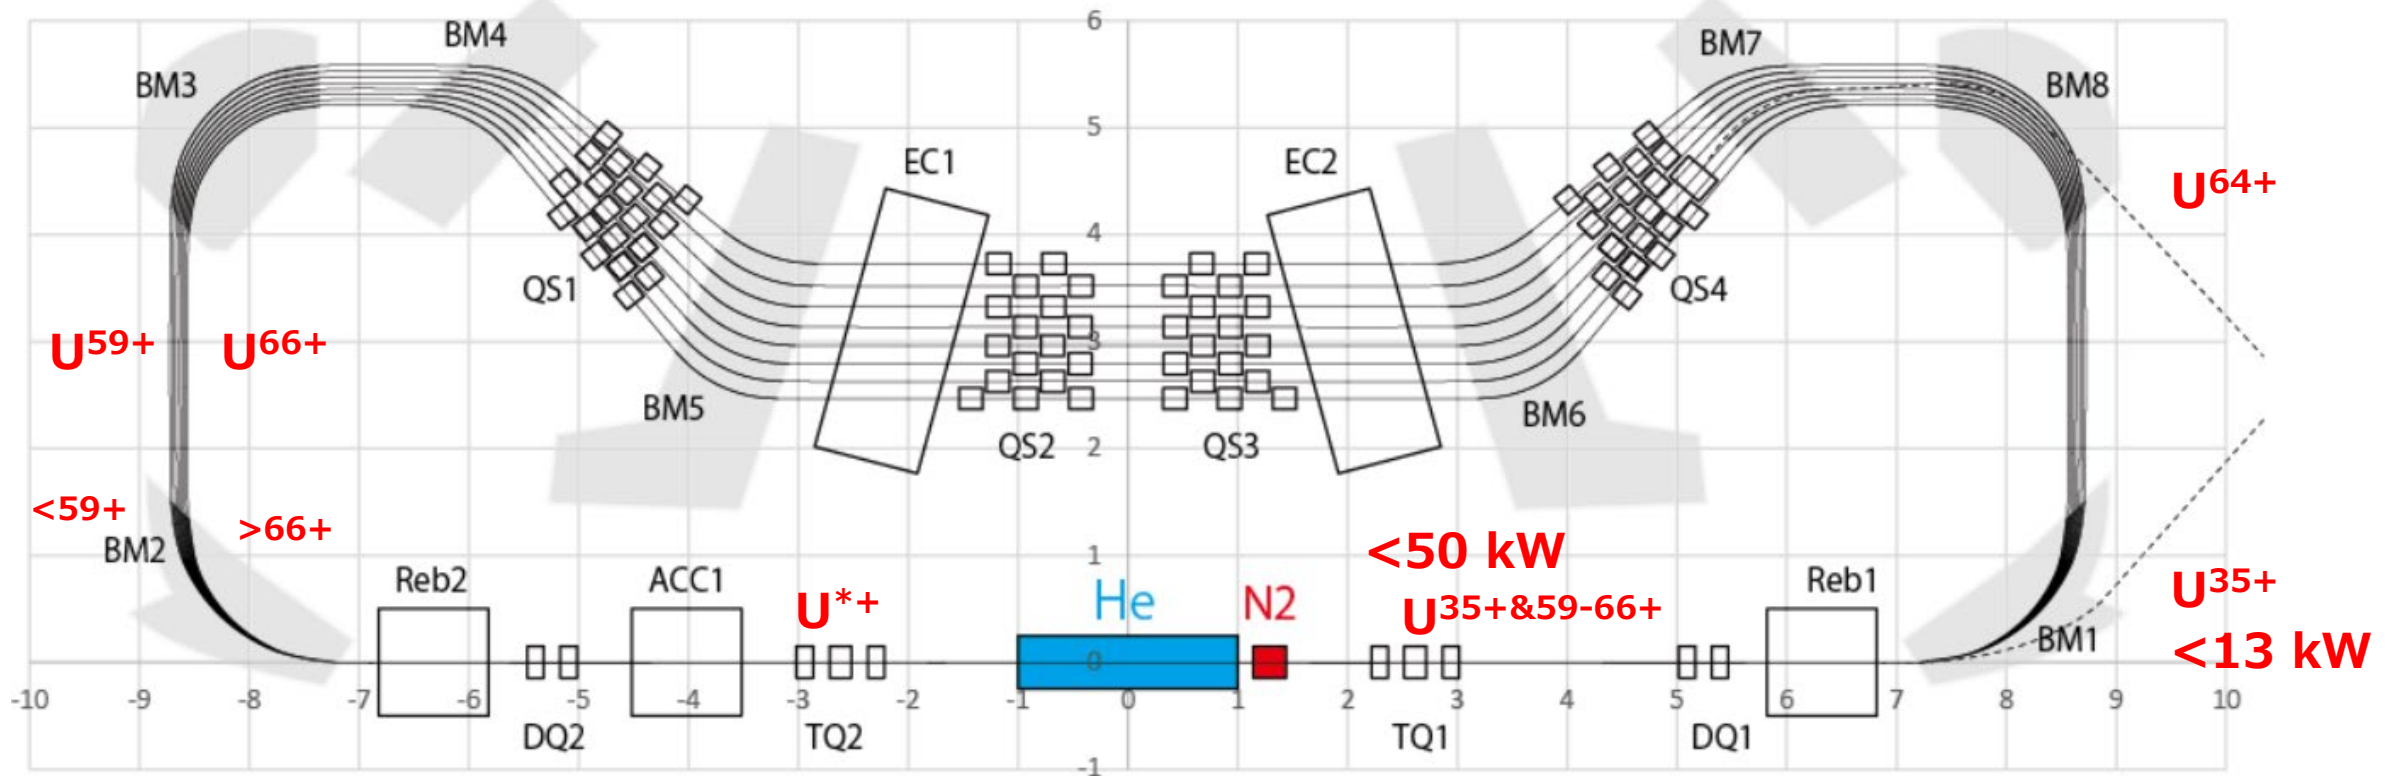 6
BM4
BM7
BM3
BM8
5
EC1
EC2
U64+
4
QS1
QS4
U59+
U66+
3
BM5
BM6
QS2
2
QS3
<59+
>66+
BM2
1
<50 kW
Reb2
ACC1
U*+
He
N2
U35+&59-66+
Reb1
U35+
BM1
<13 kW
0
-10 -9 -8 -7 -6 -5 -4 -3 -2 -1 0 1 2 3 4 5 6 7 8 9 10
DQ2
TQ2
TQ1
DQ1
-1